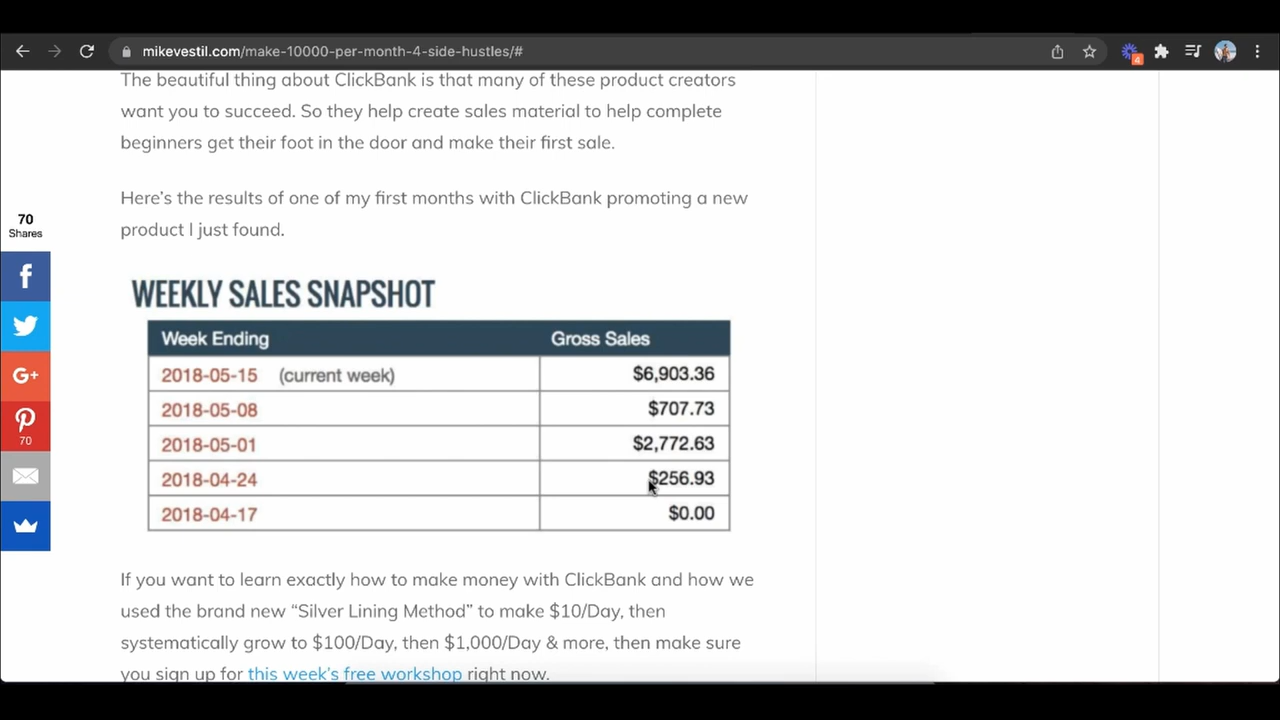 mikevestil.com/make-10000-per-month-4-side-hustles/#
4
The beautiful thing about ClickBank is that many of these product creators
want you to succeed. So they help create sales material to help complete
beginners get their foot in the door and make their first sale.
Here's the results of one of my first months with ClickBank promoting a new
product I just found.
70
Shares
f
G+
70
WEEKLY SALES SNAPSHOT
Week Ending Gross Sales
2018-05-15 (current week) $6,903.36
2018-05-08 $707.73
2018-05-01 $2,772.63
2018-04-24 $256.93
2018-04-17 $0.00
If you want to learn exactly how to make money with ClickBank and how we
used the brand new “Silver Lining Method” to make $10/Day, then
systematically grow to $100/Day, then $1,000/Day & more, then make sure
you sign up for this week's free workshop right now.